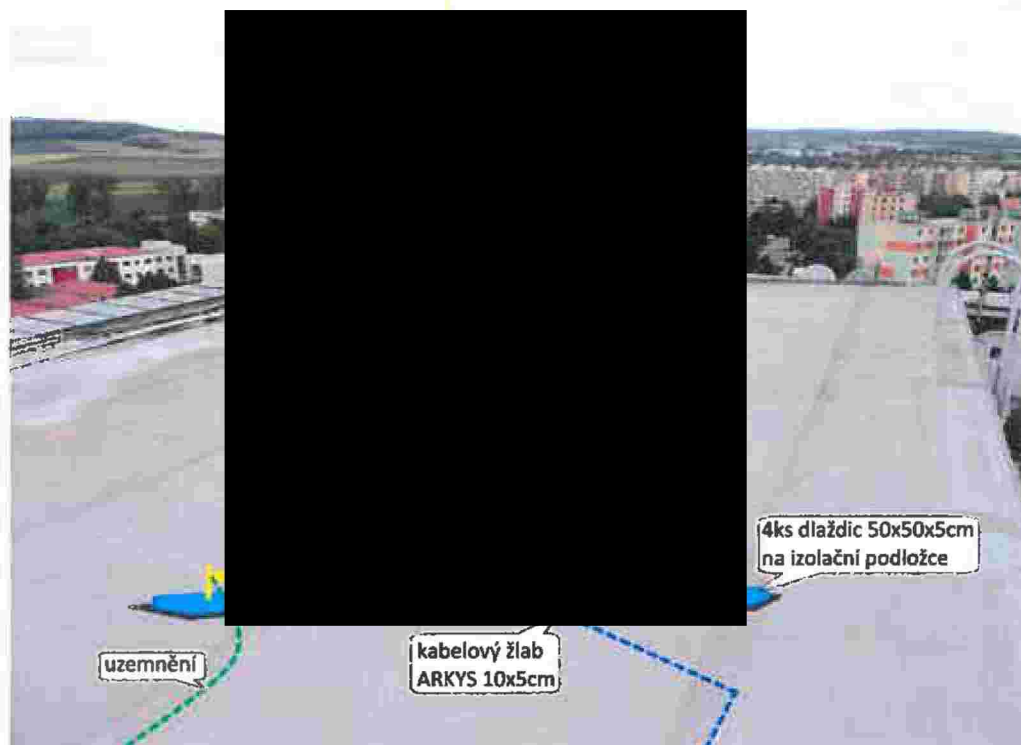 4ks dlaždic 50x50x5cm
na izolační podložce
uzemnění
kabelový žlab
ARKYS 10x5cm